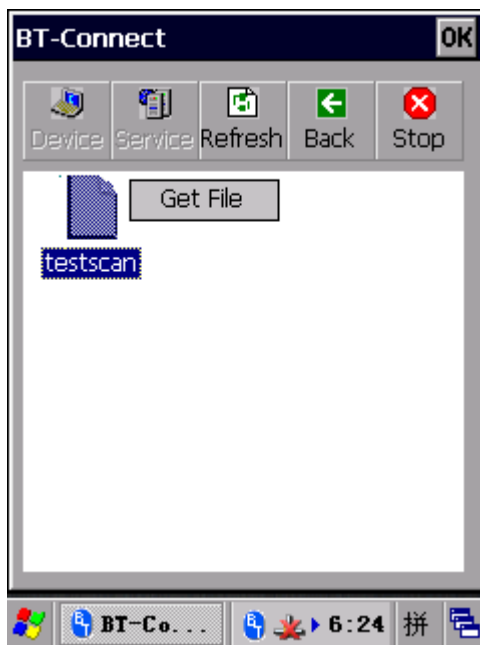 BT-Connect OK
Device Service Refresh Back Stop
Get File
testscan
BT-Co... 6:24 拼